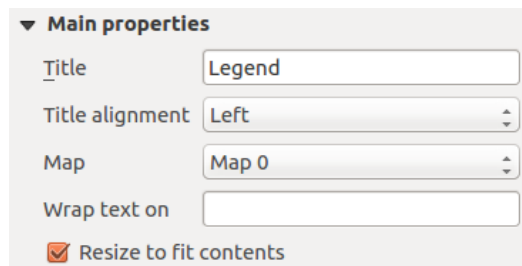 Main properties
Title Legend
Title alignment Left
Map Map 0
Wrap text on
Resize to fit contents